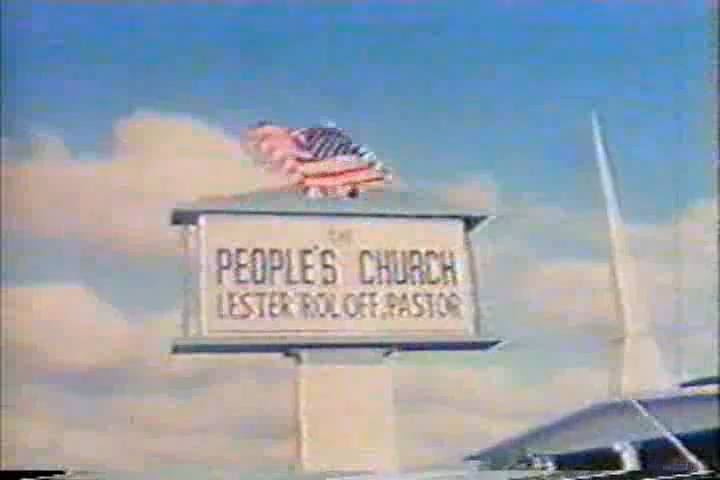 THE
PEOPLE'S CHURCH
LESTER ROLOFF, PASTOR